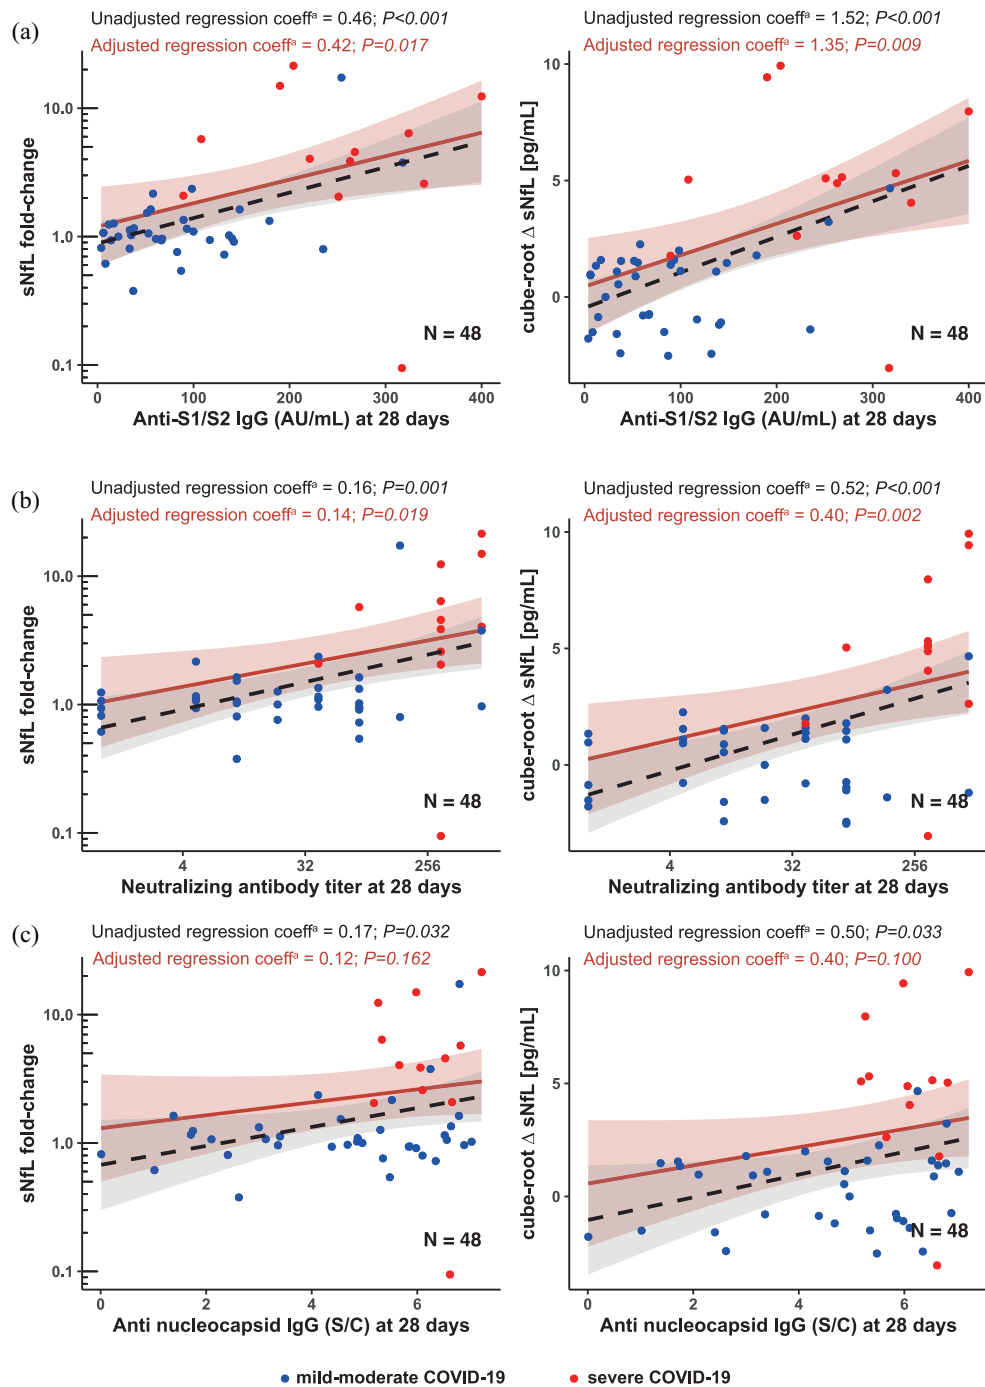 (a)
Unadjusted regression coeffᵃ = 0.46; P<0.001
Adjusted regression coeffᵃ = 0.42; P=0.017
sNfL fold-change
10.0
1.0
0.1
N = 48
0 100 200 300 400
Anti-S1/S2 IgG (AU/mL) at 28 days
Unadjusted regression coeffᵃ = 1.52; P<0.001
Adjusted regression coeffᵃ = 1.35; P=0.009
cube-root Δ sNfL [pg/mL]
10
5
0
N = 48
0 100 200 300 400
Anti-S1/S2 IgG (AU/mL) at 28 days
(b)
Unadjusted regression coeffᵃ = 0.16; P=0.001
Adjusted regression coeffᵃ = 0.14; P=0.019
sNfL fold-change
10.0
1.0
0.1
N = 48
4 32 256
Neutralizing antibody titer at 28 days
Unadjusted regression coeffᵃ = 0.52; P<0.001
Adjusted regression coeffᵃ = 0.40; P=0.002
cube-root Δ sNfL [pg/mL]
10
5
0
N = 48
4 32 256
Neutralizing antibody titer at 28 days
(c)
Unadjusted regression coeffᵃ = 0.17; P=0.032
Adjusted regression coeffᵃ = 0.12; P=0.162
sNfL fold-change
10.0
1.0
0.1
N = 48
0 2 4 6
Anti nucleocapsid IgG (S/C) at 28 days
Unadjusted regression coeffᵃ = 0.50; P=0.033
Adjusted regression coeffᵃ = 0.40; P=0.100
cube-root Δ sNfL [pg/mL]
10
5
0
N = 48
0 2 4 6
Anti nucleocapsid IgG (S/C) at 28 days
mild-moderate COVID-19
severe COVID-19